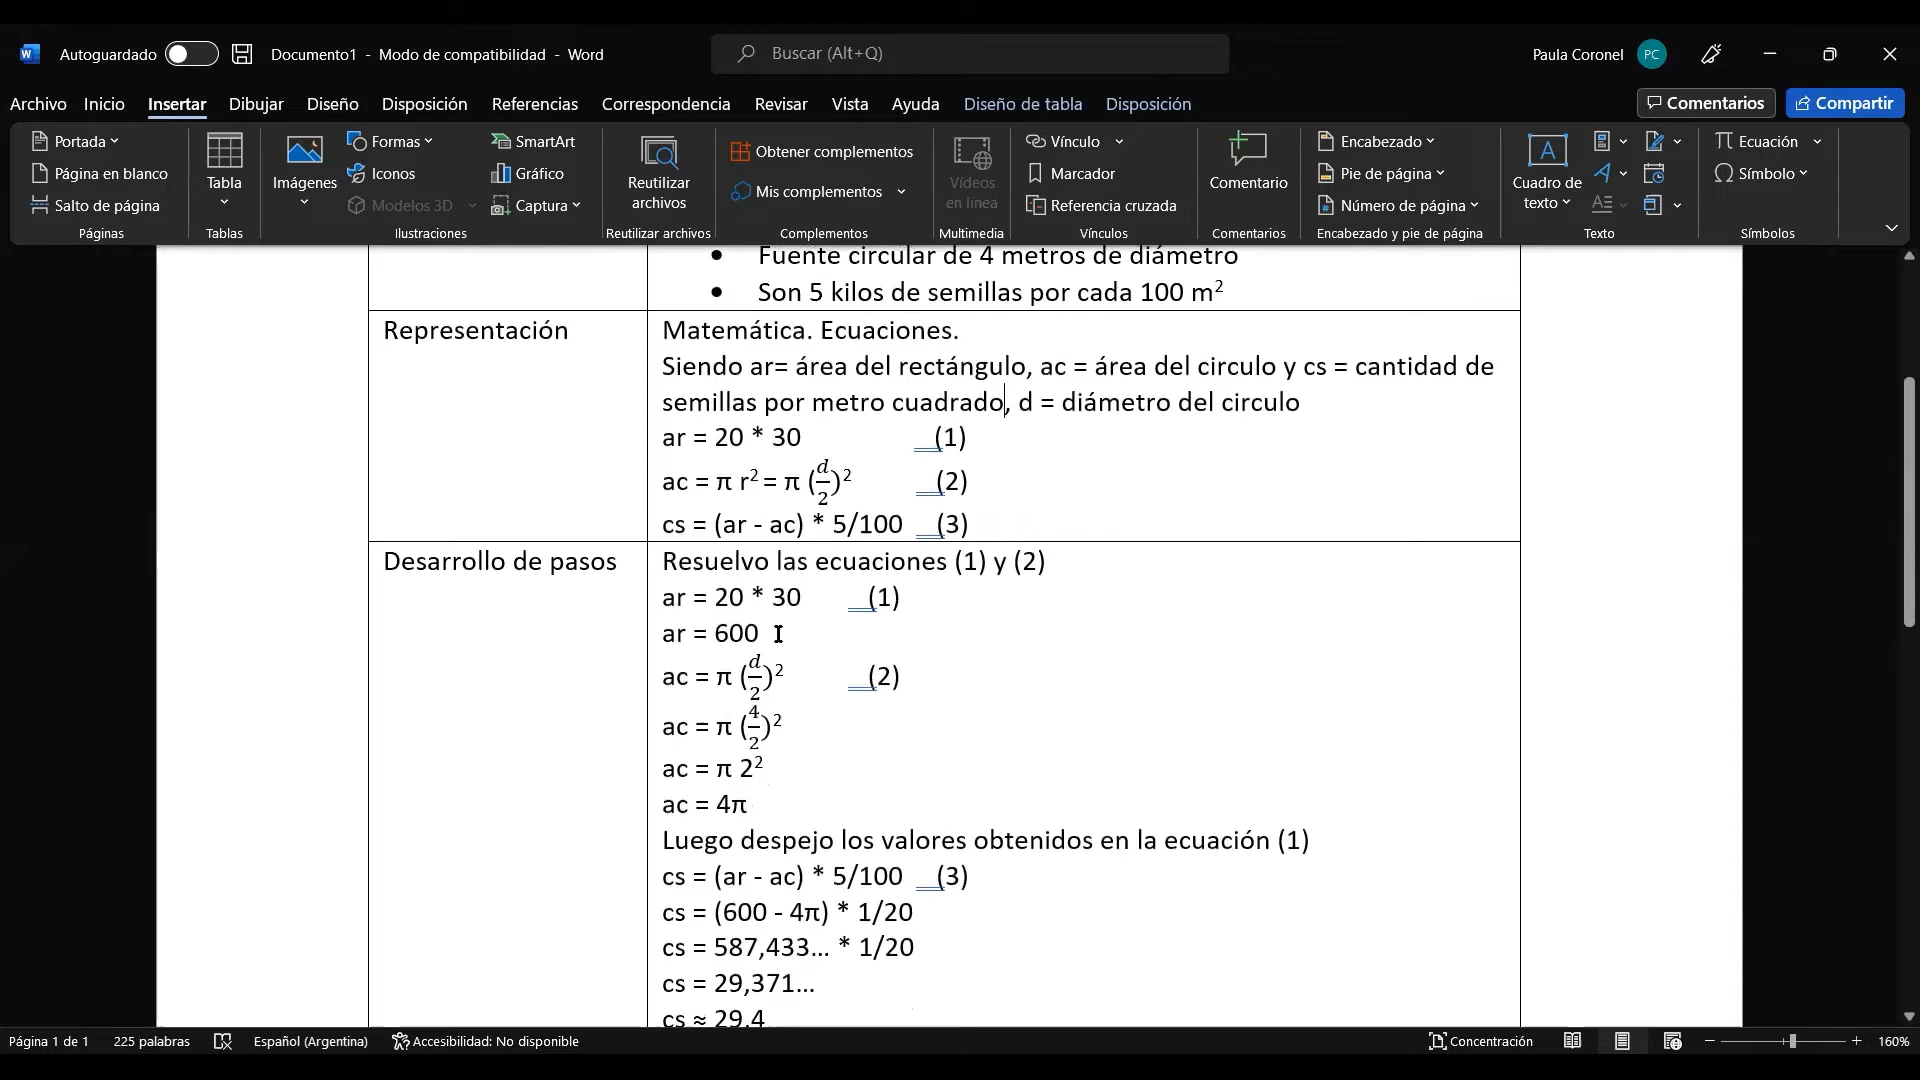 Autoguardado Documento1 - Modo de compatibilidad - Word Buscar (Alt+Q) Paula Coronel PC
Archivo Inicio Insertar Dibujar Diseño Disposición Referencias Correspondencia Revisar Vista Ayuda Diseño de tabla Disposición Comentarios Compartir
Portada
Página en blanco
Salto de página
Páginas
Tabla
Tablas
Imágenes
Formas
Iconos
Modelos 3D
SmartArt
Gráfico
Captura
Ilustraciones
Reutilizar
archivos
Reutilizar archivos
Obtener complementos
Mis complementos
Complementos
Vídeos
en línea
Multimedia
Vínculo
Marcador
Referencia cruzada
Vínculos
Comentario
Comentarios
Encabezado
Pie de página
Número de página
Encabezado y pie de página
Cuadro de
texto
Texto
Ecuación
Símbolo
Símbolos
• Fuente circular de 4 metros de diámetro
• Son 5 kilos de semillas por cada 100 m²
Representación
Matemática. Ecuaciones.
Siendo ar= área del rectángulo, ac = área del circulo y cs = cantidad de
semillas por metro cuadrado, d = diámetro del circulo
ar = 20 * 30 __(1)
ac = π r² = π (d/2)² __(2)
cs = (ar - ac) * 5/100 __(3)
Desarrollo de pasos
Resuelvo las ecuaciones (1) y (2)
ar = 20 * 30 __(1)
ar = 600
ac = π (d/2)² __(2)
ac = π (4/2)²
ac = π 2²
ac = 4π
Luego despejo los valores obtenidos en la ecuación (1)
cs = (ar - ac) * 5/100 __(3)
cs = (600 - 4π) * 1/20
cs = 587,433… * 1/20
cs = 29,371…
cs ≈ 29,4
Página 1 de 1 225 palabras Español (Argentina) Accesibilidad: No disponible Concentración 160%